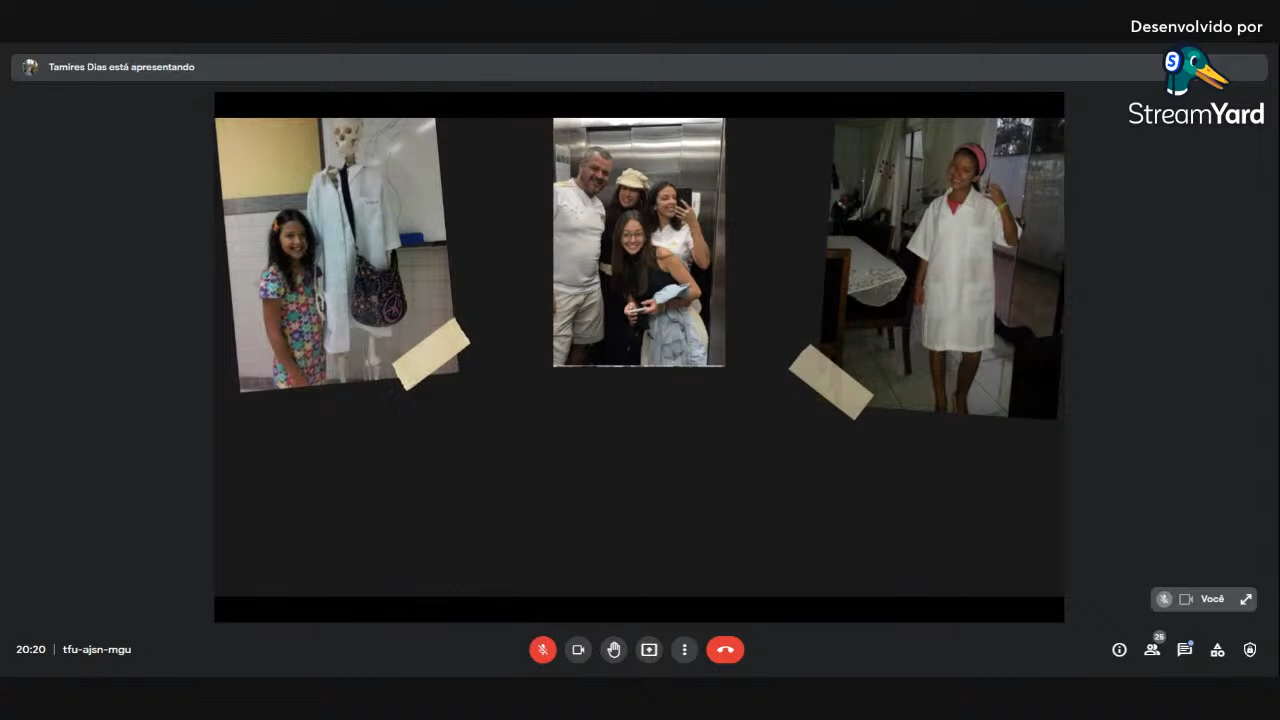 Desenvolvido por
StreamYard
Tamires Dias está apresentando
Você
20:20 | tfu-ajsn-mgu
26